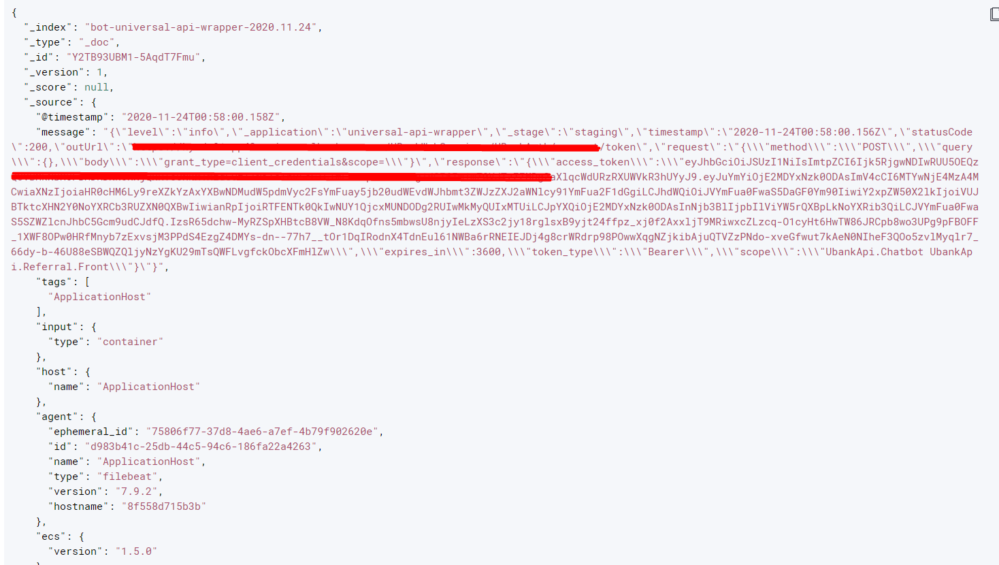 {
"_index": "bot-universal-api-wrapper-2020.11.24",
"_type": "_doc",
"_id": "Y2TB93UBM1-5AqdT7Fmu",
"_version": 1,
"_score": null,
"_source": {
"@timestamp": "2020-11-24T00:58:00.158Z",
"message": "{\"level\":\"info\",\"_application\":\"universal-api-wrapper\",\"_stage\":\"staging\",\"timestamp\":\"2020-11-24T00:58:00.156Z\",\"statusCode
\":200,\"outUrl\":\" /token\",\"request\":\"{\\\"method\\\":\\\"POST\\\",\\\"query
\\\":{},\\\"body\\\":\\\"grant_type=client_credentials&scope=\\\"}\",\"response\":\"{\\\"access_token\\\":\\\"eyJhbGciOiJSUzI1NiIsImtpZCI6Ijk5RjgwNDIwRUU5OEQz
aXlqcWdURzRXUWVkR3hUYyJ9.eyJuYmYiOjE2MDYxNzk0ODAsImV4cCI6MTYwNjE4MzA4M
CwiaXNzIjoiaHR0cHM6Ly9reXZkYzAxYXBwNDMudW5pdmVyc2FsYmFuay5jb20udWEvdWJhbmt3ZWJzZXJ2aWNlcy91YmFua2F1dGgiLCJhdWQiOiJVYmFua0FwaS5DaGF0Ym90IiwiY2xpZW50X2lkIjoiVUJ
BTktcXHN2Y0NoYXRCb3RUZXN0QXBwIiwianRpIjoiRTFENTk0QkIwNUY1QjcxMUNDODg2RUIwMkMyQUIxMTUiLCJpYXQiOjE2MDYxNzk0ODAsInNjb3BlIjpbIlViYW5rQXBpLkNoYXRib3QiLCJVYmFua0Fwa
S5SZWZlcnJhbC5Gcm9udCJdfQ.IzsR65dchw-MyRZSpXHBtcB8VW_N8KdqOfns5mbwsU8njyIeLzXS3c2jy18rglsxB9yjt24ffpz_xj0f2AxxljT9MRiwxcZLzcq-O1cyHt6HwTW86JRCpb8wo3UPg9pFBOFF
_1XWF8OPw0HRfMnyb7zExvsjM3PPdS4EzgZ4DMYs-dn--77h7__tOr1DqIRodnX4TdnEul61NWBa6rRNEIEJDj4g8crWRdrp98POwwXqgNZjkibAjuQTVZzPNdo-xveGfwut7kAeN0NIheF3QOo5zvlMyqlr7_
66dy-b-46U88eSBWQZQljyNzYgKU29mTsQWFLvgfckObcXFmHlZw\\\",\\\"expires_in\\\":3600,\\\"token_type\\\":\\\"Bearer\\\",\\\"scope\\\":\\\"UbankApi.Chatbot UbankAp
i.Referral.Front\\\"}\"}",
"tags": [
"ApplicationHost"
],
"input": {
"type": "container"
},
"host": {
"name": "ApplicationHost"
},
"agent": {
"ephemeral_id": "75806f77-37d8-4ae6-a7ef-4b79f902620e",
"id": "d983b41c-25db-44c5-94c6-186fa22a4263",
"name": "ApplicationHost",
"type": "filebeat",
"version": "7.9.2",
"hostname": "8f558d715b3b"
},
"ecs": {
"version": "1.5.0"